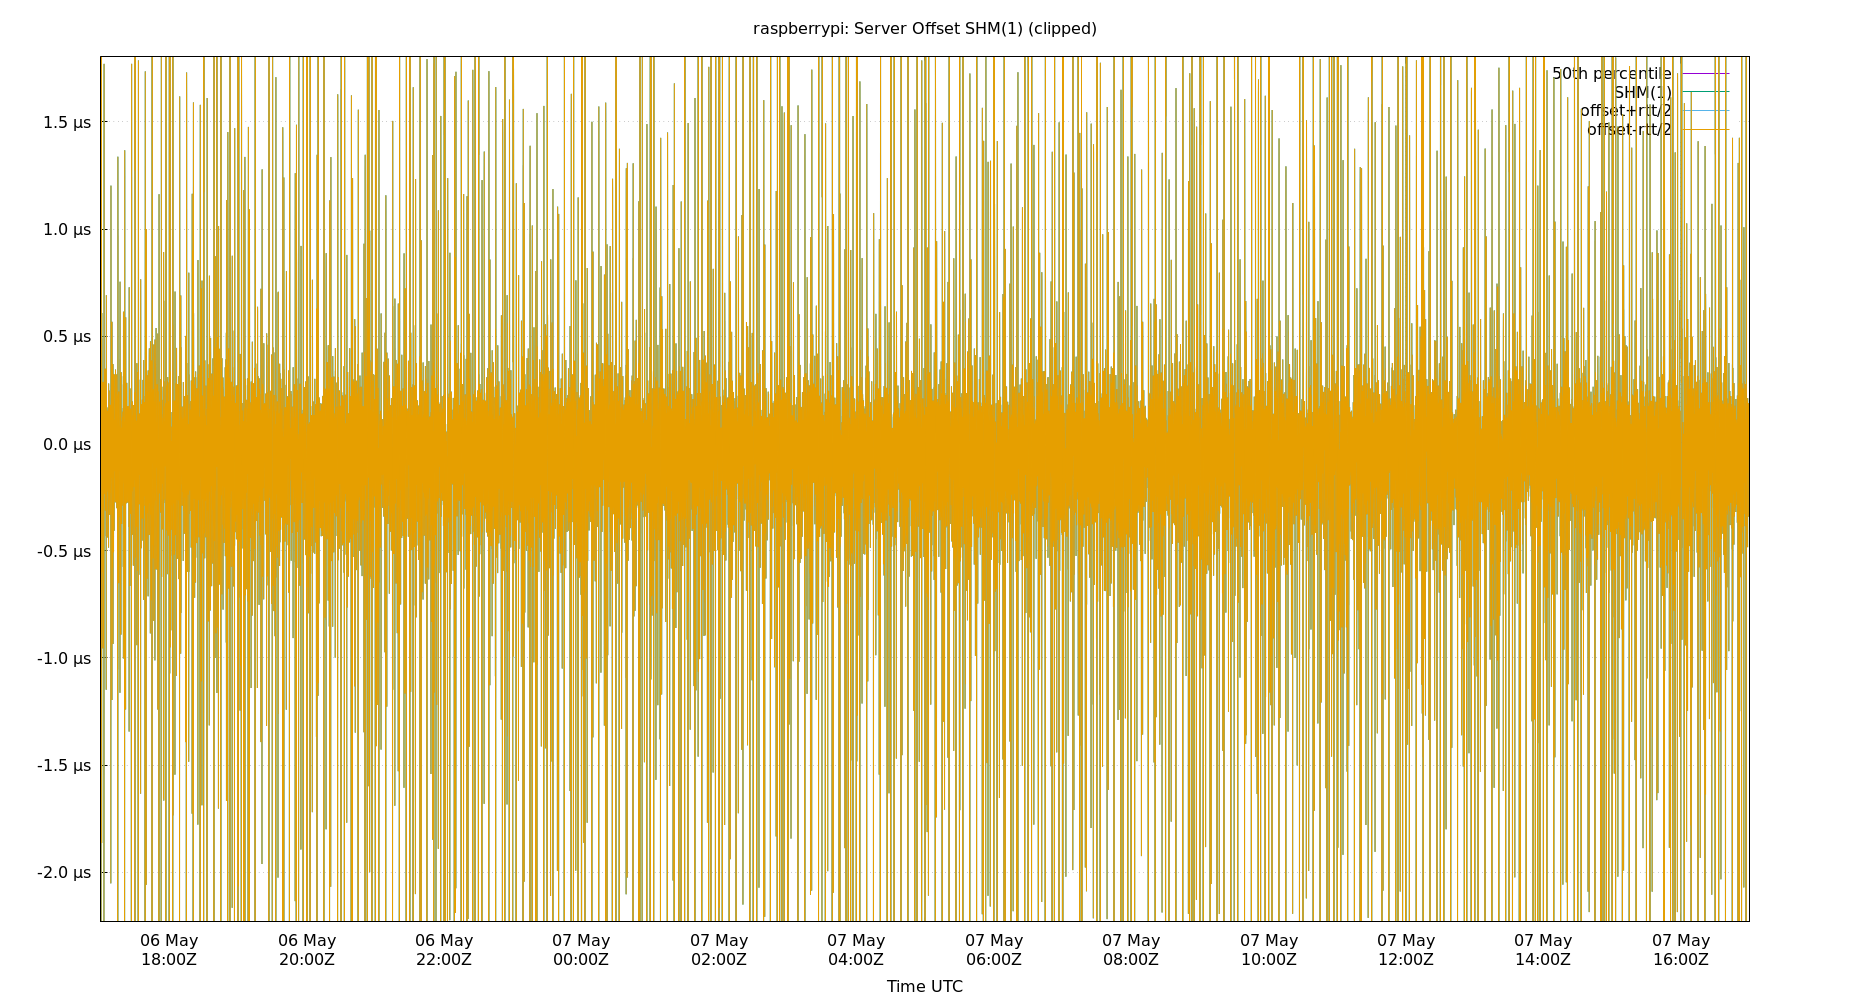 raspberrypi: Server Offset SHM(1) (clipped)
50th percentile
SHM(1)
offset+rtt/2
offset-rtt/2
1.5 µs
1.0 µs
0.5 µs
0.0 µs
-0.5 µs
-1.0 µs
-1.5 µs
-2.0 µs
06 May 06 May 06 May 07 May 07 May 07 May 07 May 07 May 07 May 07 May 07 May 07 May
18:00Z 20:00Z 22:00Z 00:00Z 02:00Z 04:00Z 06:00Z 08:00Z 10:00Z 12:00Z 14:00Z 16:00Z
Time UTC